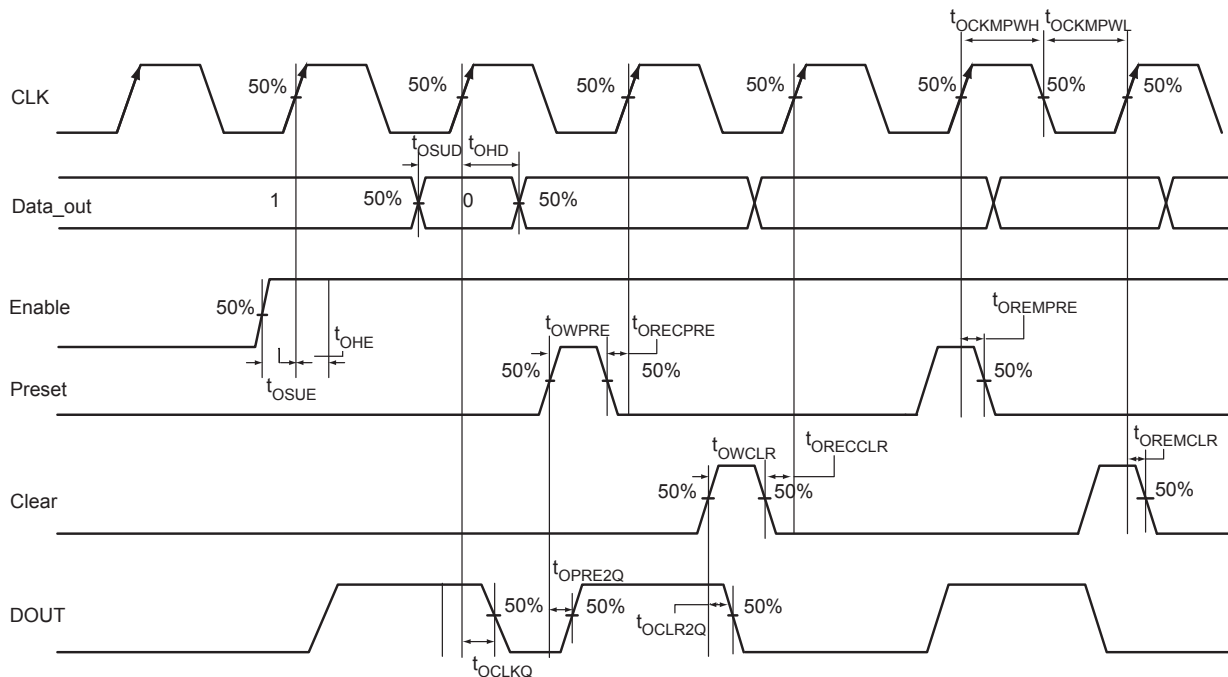 tOCKMPWH tOCKMPWL
CLK 50% 50% 50% 50% 50% 50% 50%
tOSUD tOHD
Data_out 1 50% 0 50%
Enable 50%
tOHE tOWPRE tORECPRE tOREMPRE
tOSUE
Preset 50% 50% 50%
tOWCLR tORECCLR tOREMCLR
Clear 50% 50% 50%
tOPRE2Q
DOUT 50% 50% 50%
tOCLR2Q
tOCLKQ